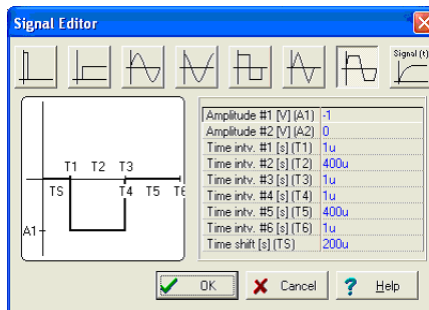 Signal Editor
Signal (t)
T1 T2 T3
TS T4 T5 T6
A1
Amplitude #1 [V] (A1) -1
Amplitude #2 [V] (A2) 0
Time intv. #1 [s] (T1) 1u
Time intv. #2 [s] (T2) 400u
Time intv. #3 [s] (T3) 1u
Time intv. #4 [s] (T4) 1u
Time intv. #5 [s] (T5) 400u
Time intv. #6 [s] (T6) 1u
Time shift [s] (TS) 200u
OK Cancel ? Help